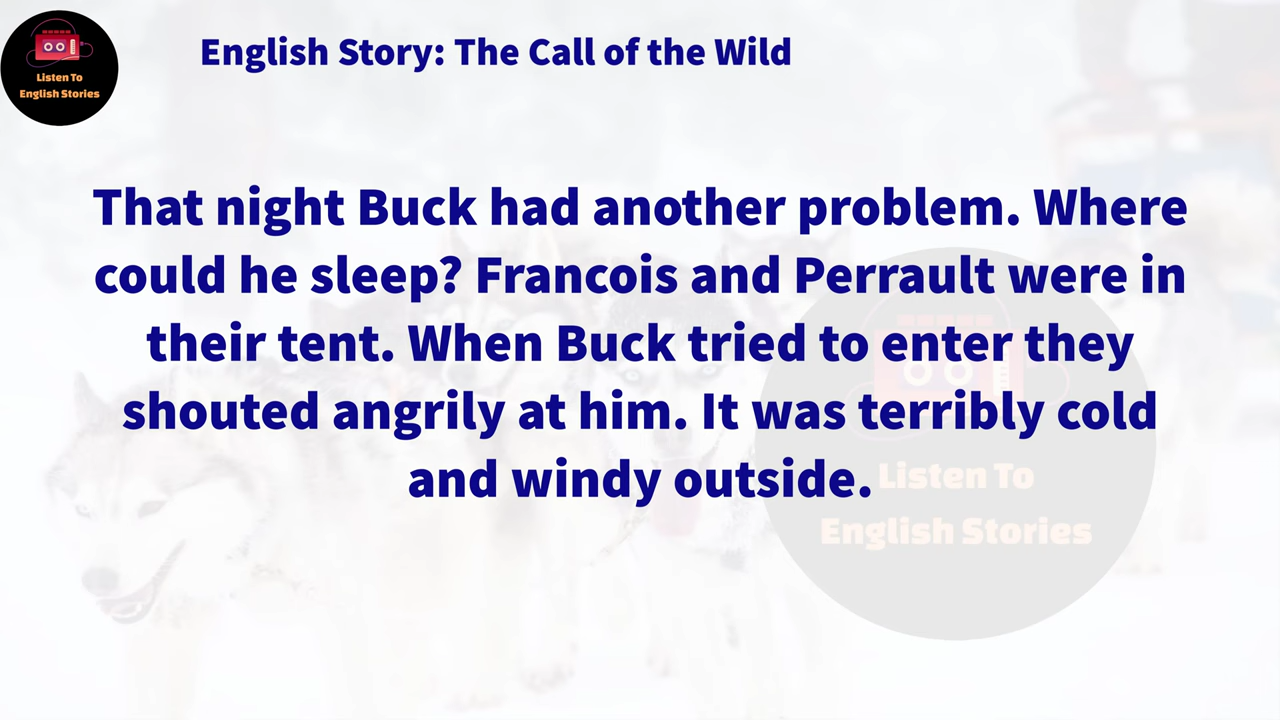 Listen To
English Stories
English Story: The Call of the Wild
That night Buck had another problem. Where
could he sleep? Francois and Perrault were in
their tent. When Buck tried to enter they
shouted angrily at him. It was terribly cold
and windy outside.
Listen To
English Stories